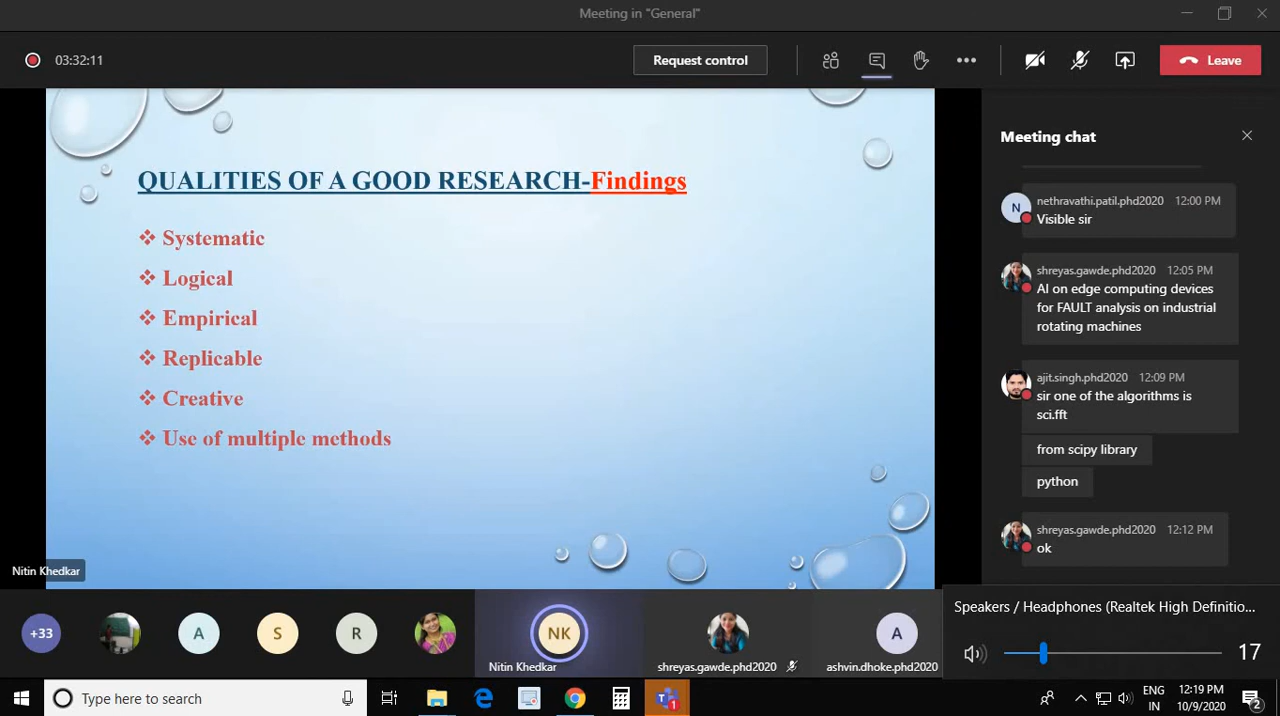 Meeting in "General"
03:32:11
Request control
Leave
QUALITIES OF A GOOD RESEARCH-Findings
Systematic
Logical
Empirical
Replicable
Creative
Use of multiple methods
Nitin Khedkar
Meeting chat
N
nethravathi.patil.phd2020 12:00 PM
Visible sir
shreyas.gawde.phd2020 12:05 PM
AI on edge computing devices
for FAULT analysis on industrial
rotating machines
ajit.singh.phd2020 12:09 PM
sir one of the algorithms is
sci.fft
from scipy library
python
shreyas.gawde.phd2020 12:12 PM
ok
+33
A
S
R
NK
Nitin Khedkar
shreyas.gawde.phd2020
A
ashvin.dhoke.phd2020
Speakers / Headphones (Realtek High Definitio...
17
Type here to search
1
ENG
IN
12:19 PM
10/9/2020
2